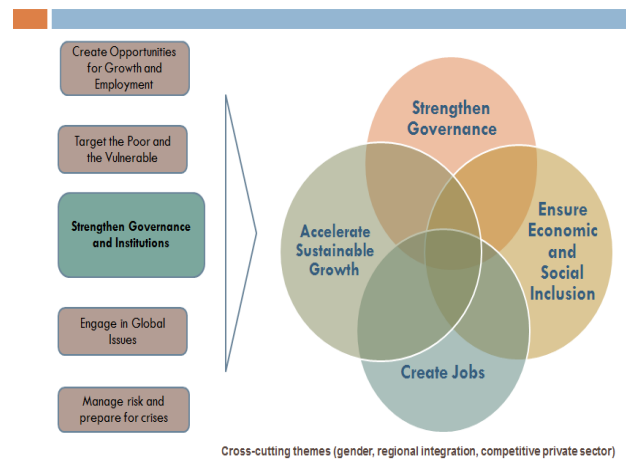 Create Opportunities
for Growth and
Employment
Target the Poor and
the Vulnerable
Strengthen Governance
and Institutions
Engage in Global
Issues
Manage risk and
prepare for crises
Strengthen
Governance
Accelerate
Sustainable
Growth
Ensure
Economic
and
Social
Inclusion
Create Jobs
Cross-cutting themes (gender, regional integration, competitive private sector)